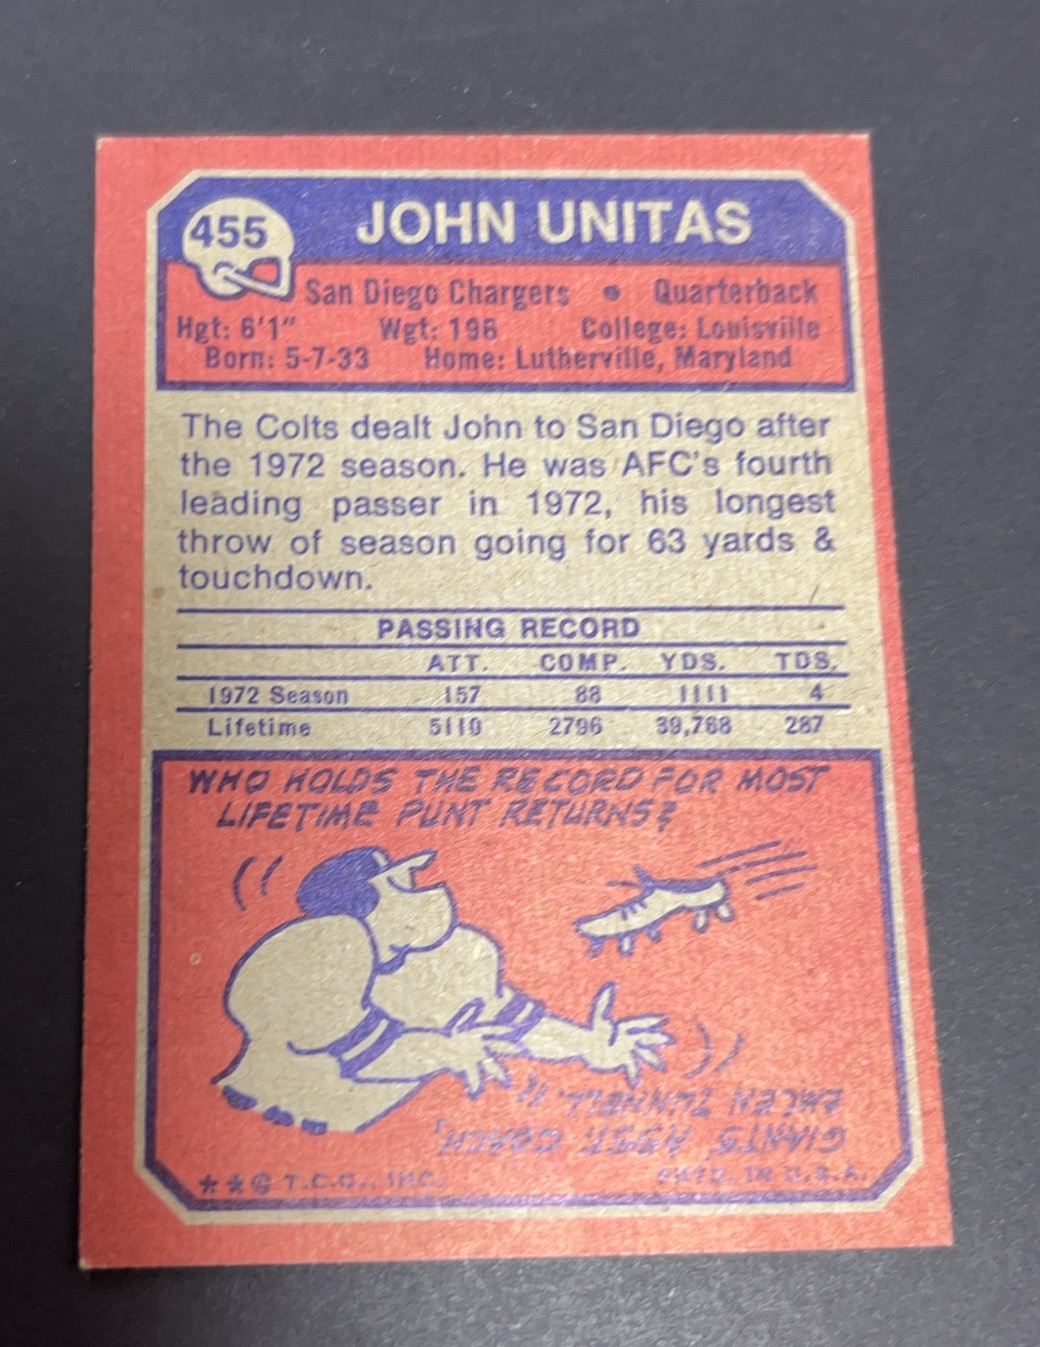 455
JOHN UNITAS
San Diego Chargers • Quarterback
Hgt: 6'1" Wgt: 196 College: Louisville
Born: 5-7-33 Home: Lutherville, Maryland
The Colts dealt John to San Diego after
the 1972 season. He was AFC's fourth
leading passer in 1972, his longest
throw of season going for 63 yards &
touchdown.
PASSING RECORD
ATT. COMP. YDS. TDS.
1972 Season 157 88 1111 4
Lifetime 5110 2796 39,768 287
WHO HOLDS THE RECORD FOR MOST
LIFETIME PUNT RETURNS?
GIANTS' ASST. COACH,
EMLEN TUNNELL.
★ ★ © T.C.G., INC. PRTD. IN U.S.A.